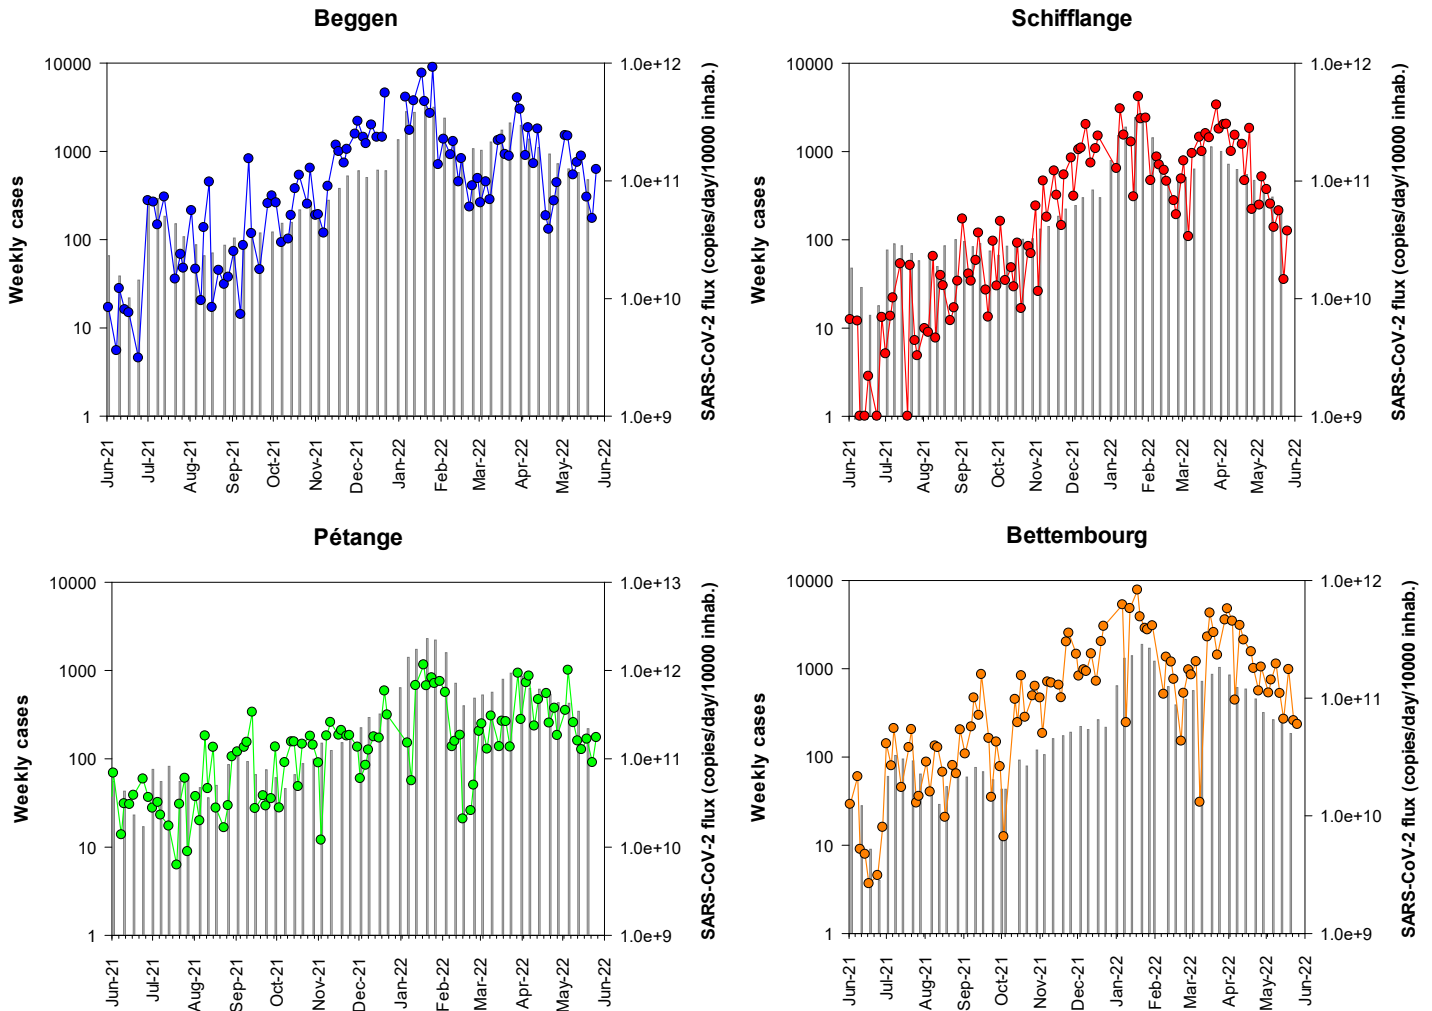 Beggen
Weekly cases
10000
1000
100
10
1
1.0e+12
1.0e+11
1.0e+10
1.0e+9
SARS-CoV-2 flux (copies/day/10000 inhab.)
Jun-21
Jul-21
Aug-21
Sep-21
Oct-21
Nov-21
Dec-21
Jan-22
Feb-22
Mar-22
Apr-22
May-22
Jun-22
Schifflange
Weekly cases
10000
1000
100
10
1
1.0e+12
1.0e+11
1.0e+10
1.0e+9
SARS-CoV-2 flux (copies/day/10000 inhab.)
Jun-21
Jul-21
Aug-21
Sep-21
Oct-21
Nov-21
Dec-21
Jan-22
Feb-22
Mar-22
Apr-22
May-22
Jun-22
Pétange
Weekly cases
10000
1000
100
10
1
1.0e+13
1.0e+12
1.0e+11
1.0e+10
1.0e+9
SARS-CoV-2 flux (copies/day/10000 inhab.)
Jun-21
Jul-21
Aug-21
Sep-21
Oct-21
Nov-21
Dec-21
Jan-22
Feb-22
Mar-22
Apr-22
May-22
Jun-22
Bettembourg
Weekly cases
10000
1000
100
10
1
1.0e+12
1.0e+11
1.0e+10
1.0e+9
SARS-CoV-2 flux (copies/day/10000 inhab.)
Jun-21
Jul-21
Aug-21
Sep-21
Oct-21
Nov-21
Dec-21
Jan-22
Feb-22
Mar-22
Apr-22
May-22
Jun-22